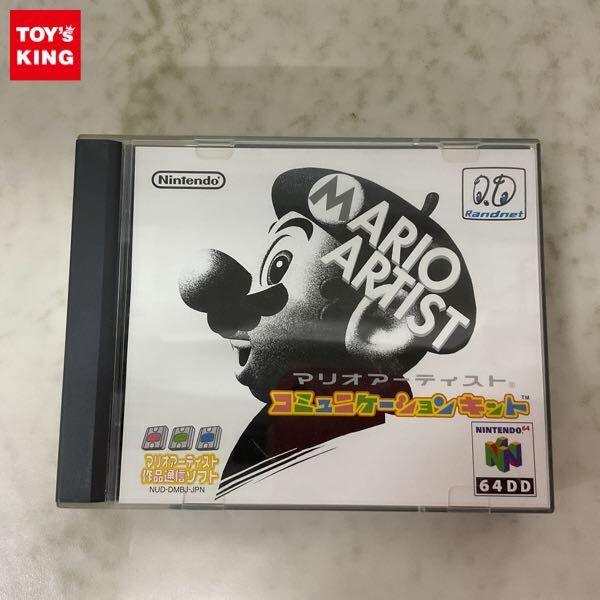 TOY'S
KING
Nintendo
Randnet
MARIO
ARTIST
マリオアーティスト®
コミュニケーションキット™
マリオアーティスト
作品通信ソフト
NUD-DMBJ-JPN
NINTENDO64
64DD